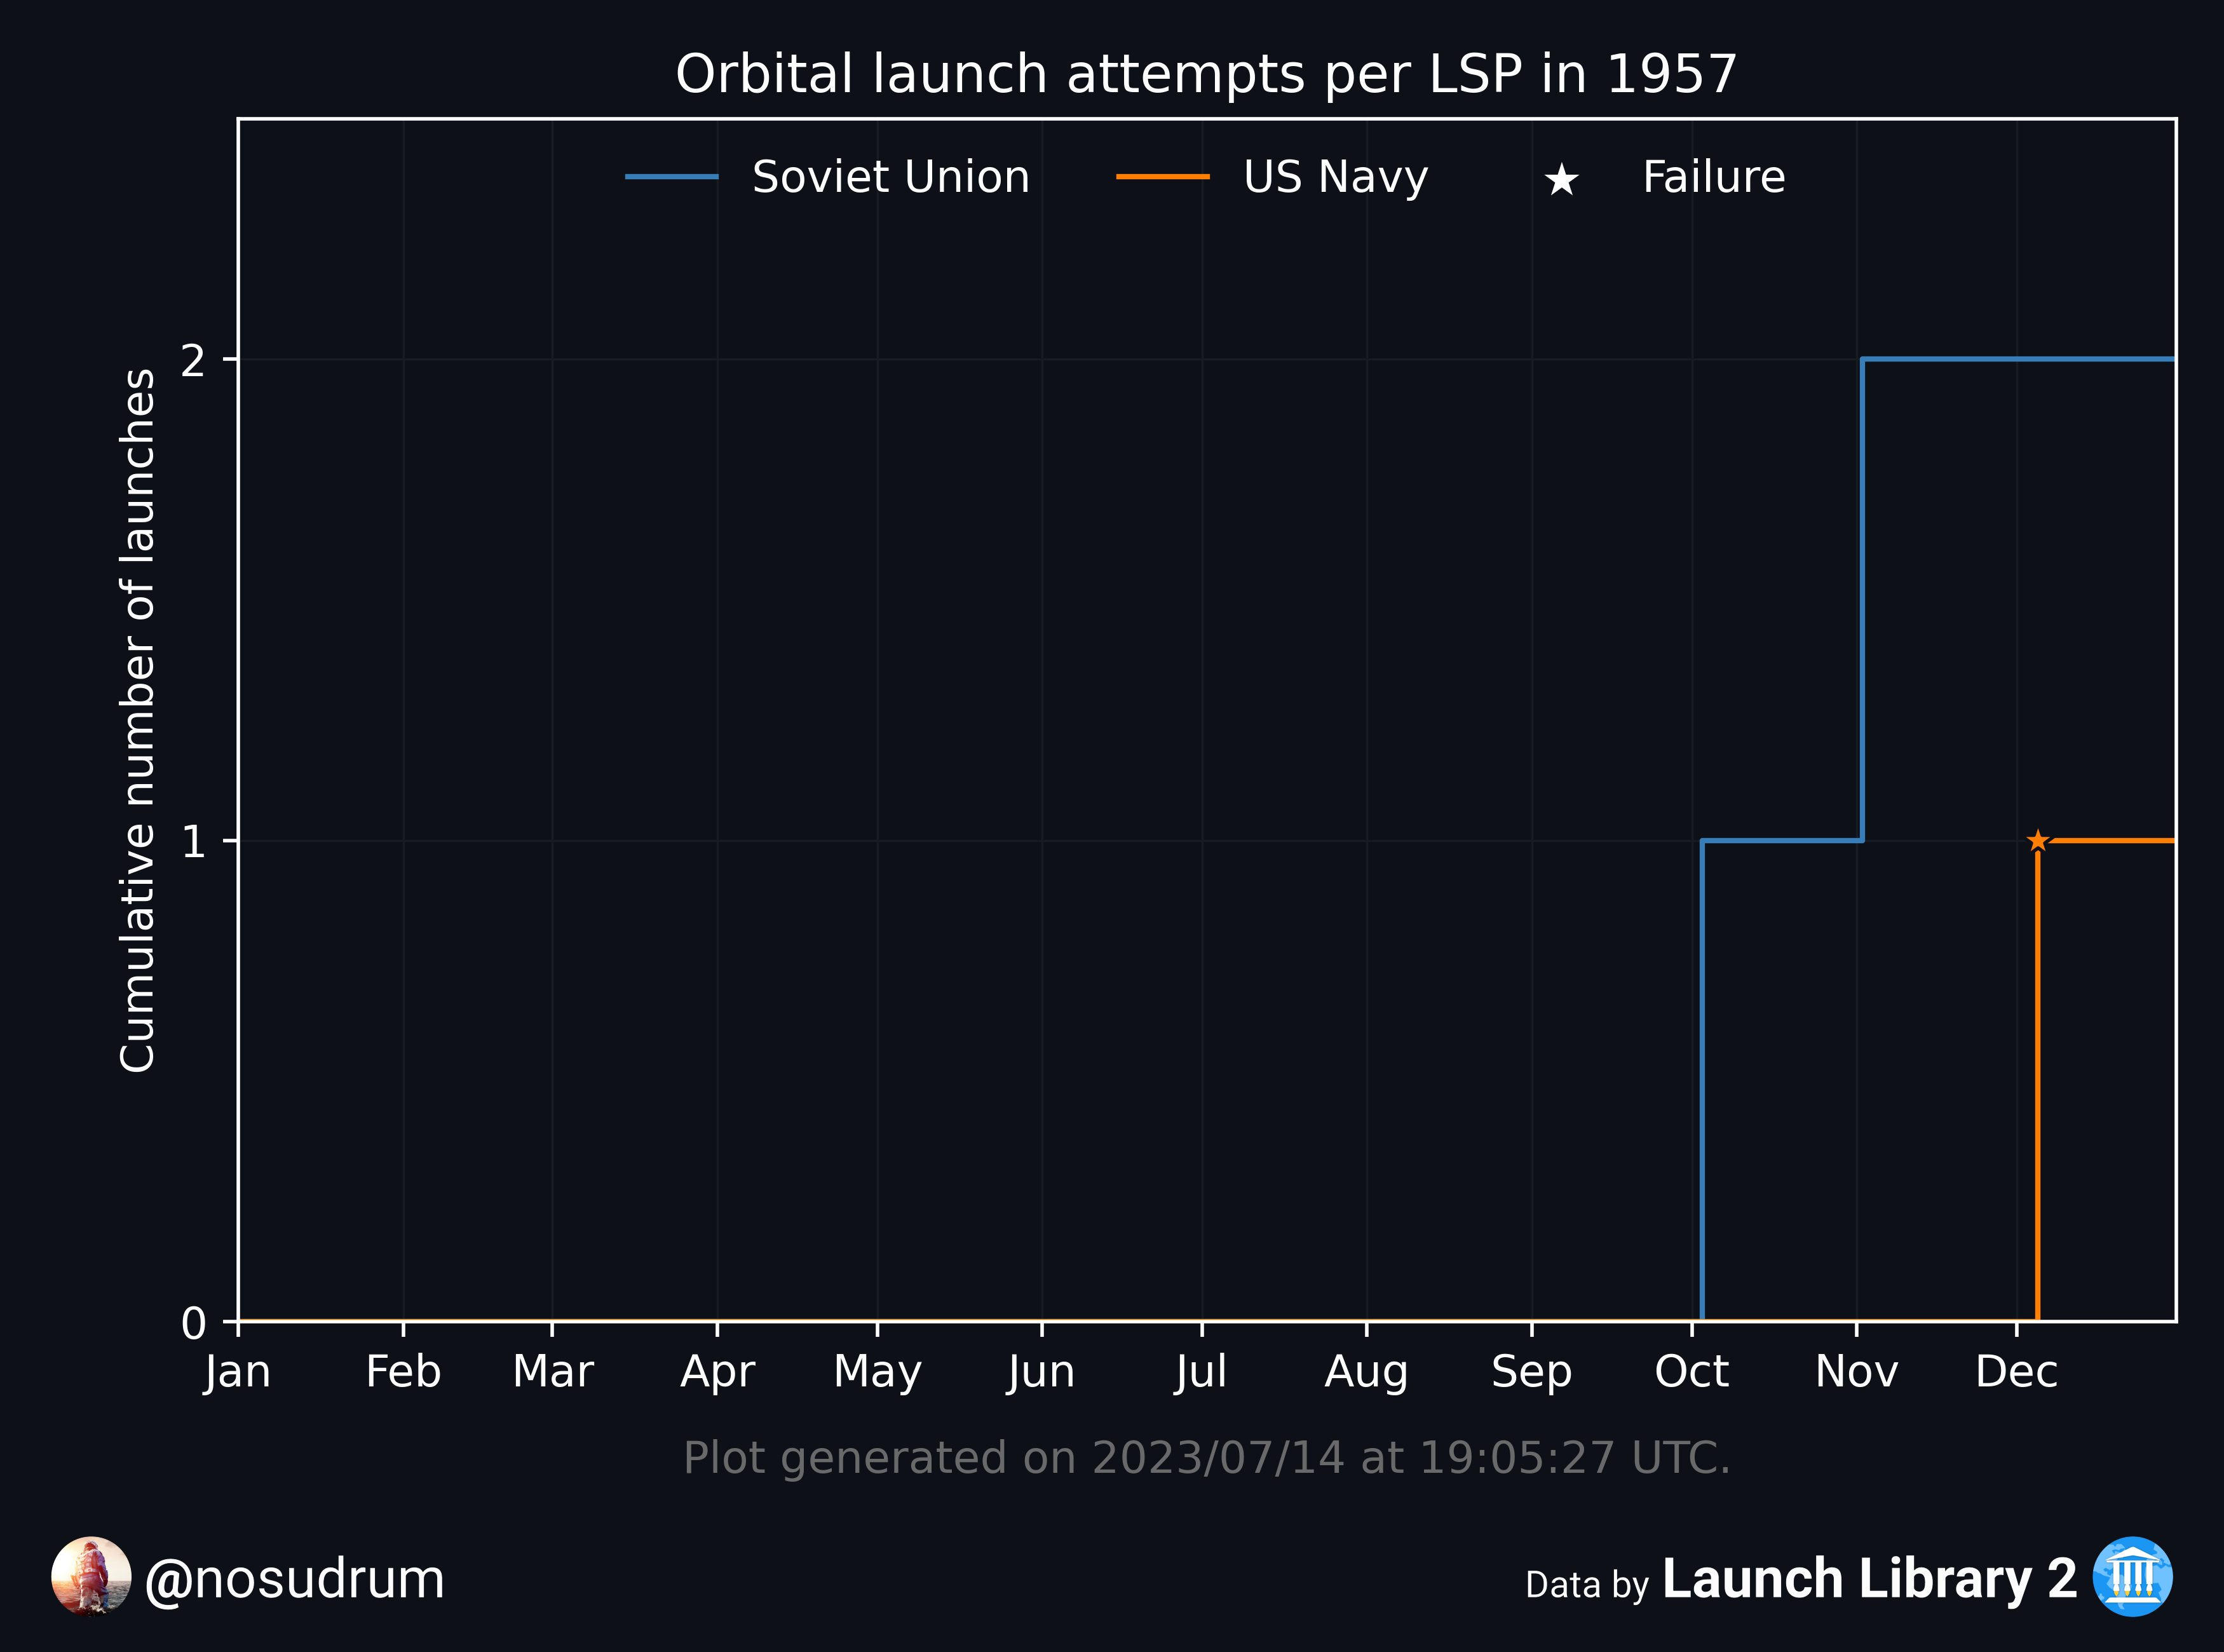 Orbital launch attempts per LSP in 1957
Soviet Union US Navy Failure
Cumulative number of launches
2
1
0
Jan Feb Mar Apr May Jun Jul Aug Sep Oct Nov Dec
Plot generated on 2023/07/14 at 19:05:27 UTC.
@nosudrum
Data by Launch Library 2